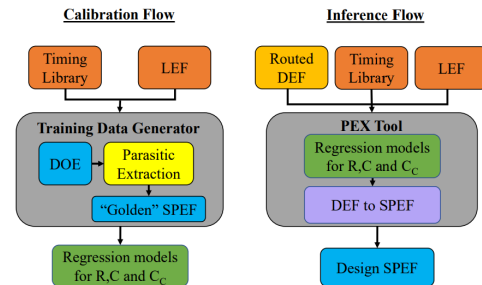 Calibration Flow
Timing
Library
LEF
Training Data Generator
DOE
Parasitic
Extraction
“Golden” SPEF
Regression models
for R,C and CC
Inference Flow
Routed
DEF
Timing
Library
LEF
PEX Tool
Regression models
for R,C and CC
DEF to SPEF
Design SPEF